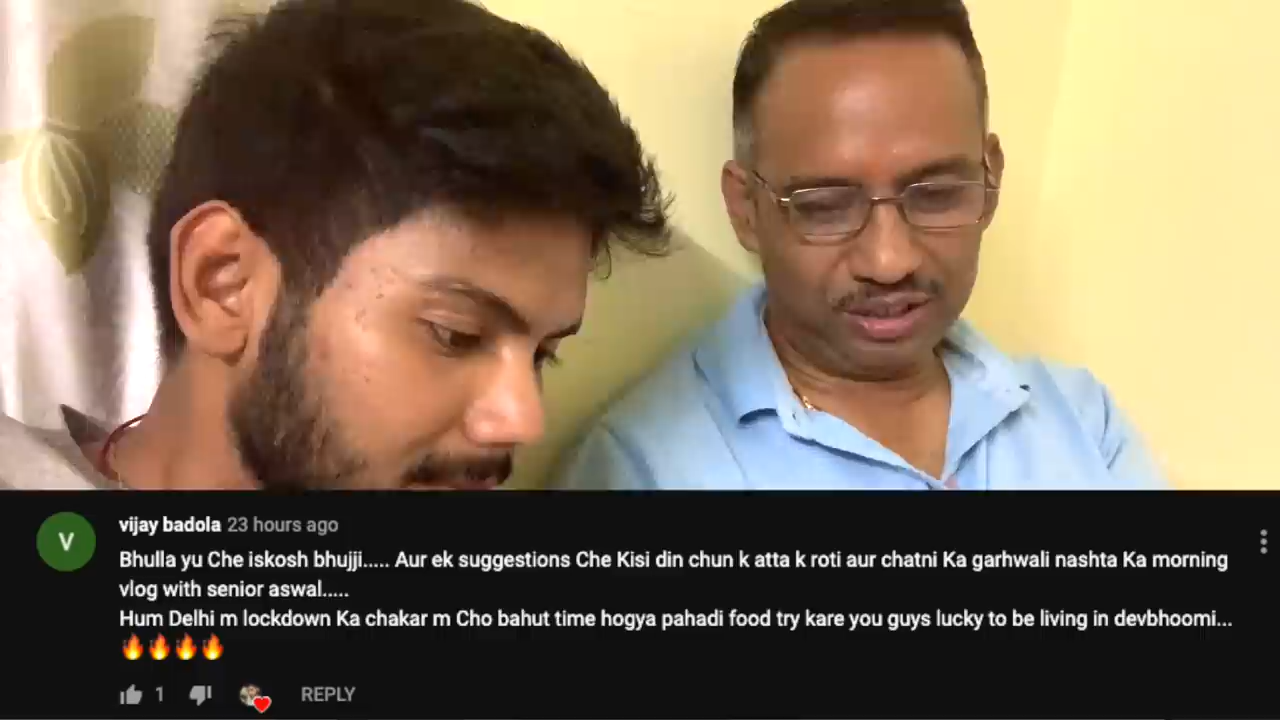 V
vijay badola 23 hours ago
Bhulla yu Che iskosh bhujji..... Aur ek suggestions Che Kisi din chun k atta k roti aur chatni Ka garhwali nashta Ka morning
vlog with senior aswal.....
Hum Delhi m lockdown Ka chakar m Cho bahut time hogya pahadi food try kare you guys lucky to be living in devbhoomi...
🔥🔥🔥🔥
1 REPLY